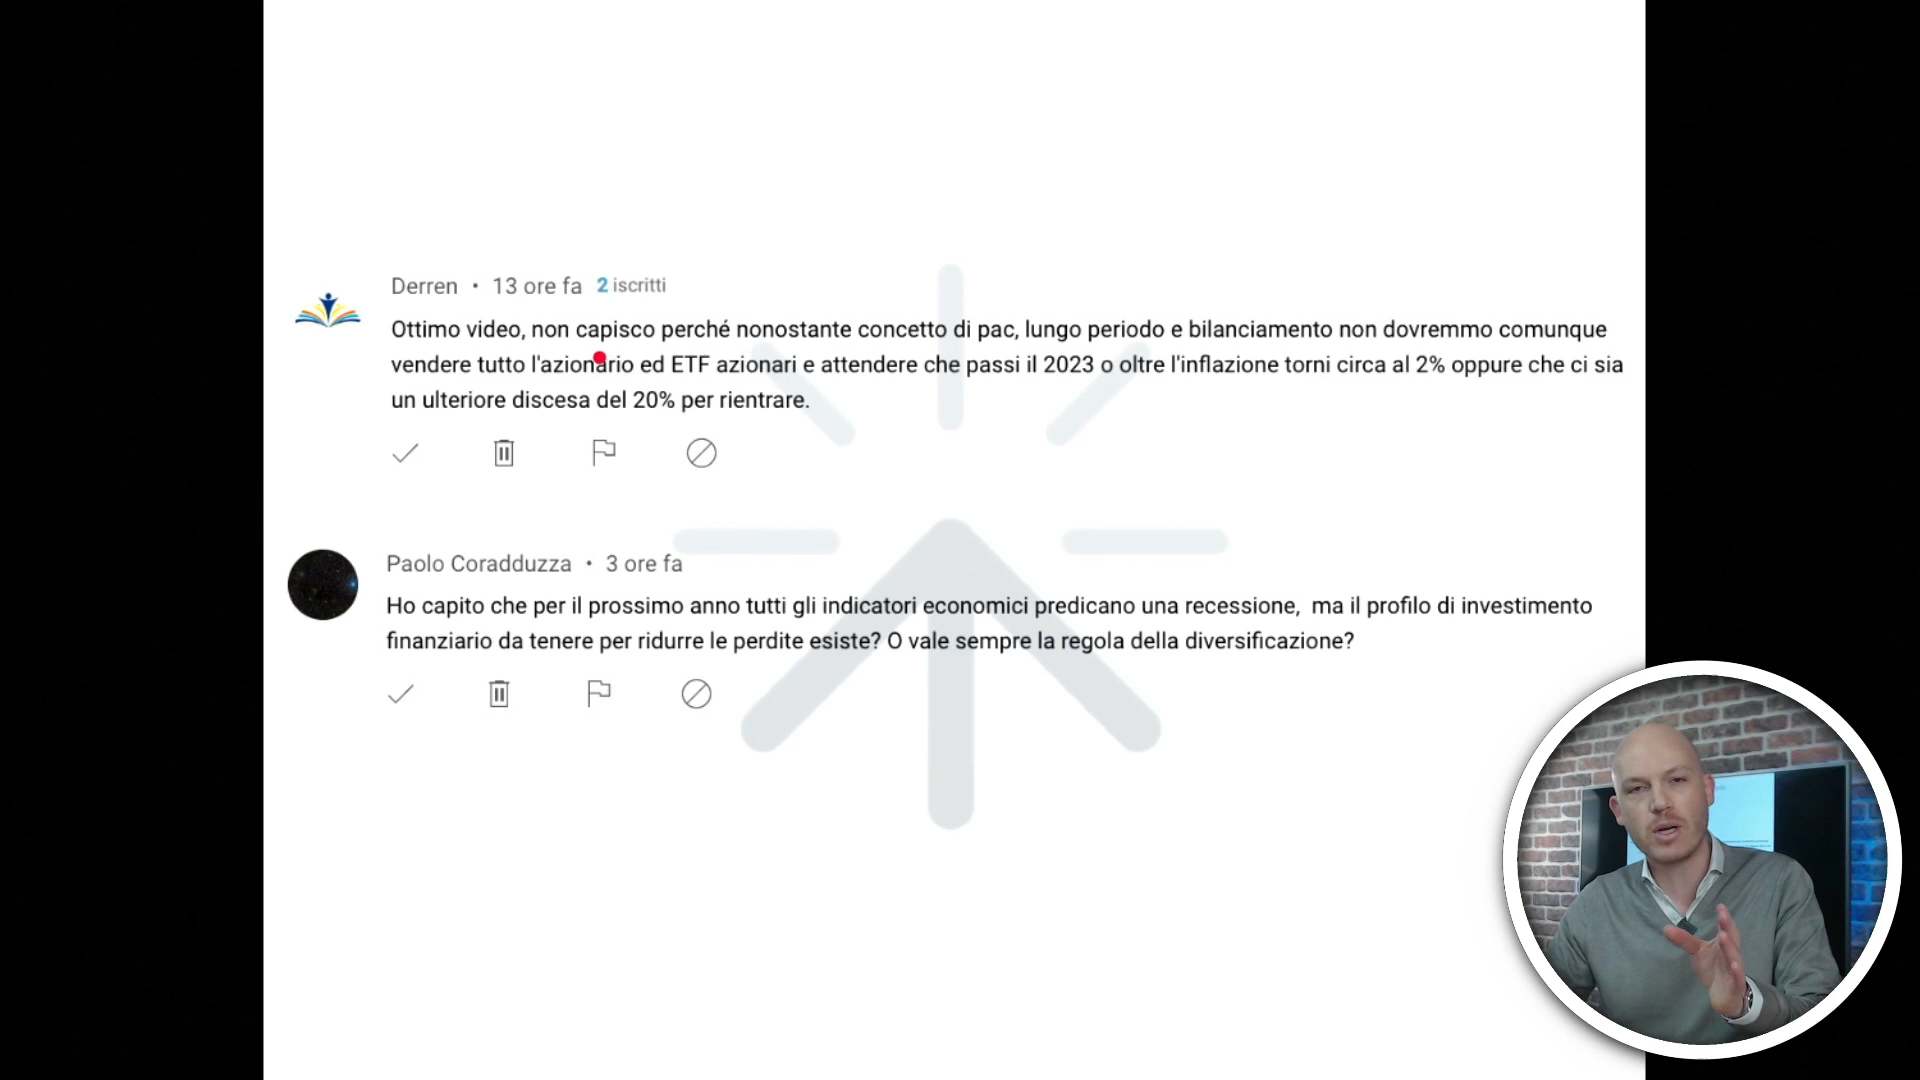 Derren • 13 ore fa 2 iscritti
Ottimo video, non capisco perché nonostante concetto di pac, lungo periodo e bilanciamento non dovremmo comunque
vendere tutto l'azionario ed ETF azionari e attendere che passi il 2023 o oltre l'inflazione torni circa al 2% oppure che ci sia
un ulteriore discesa del 20% per rientrare.
Paolo Coradduzza • 3 ore fa
Ho capito che per il prossimo anno tutti gli indicatori economici predicano una recessione, ma il profilo di investimento
finanziario da tenere per ridurre le perdite esiste? O vale sempre la regola della diversificazione?